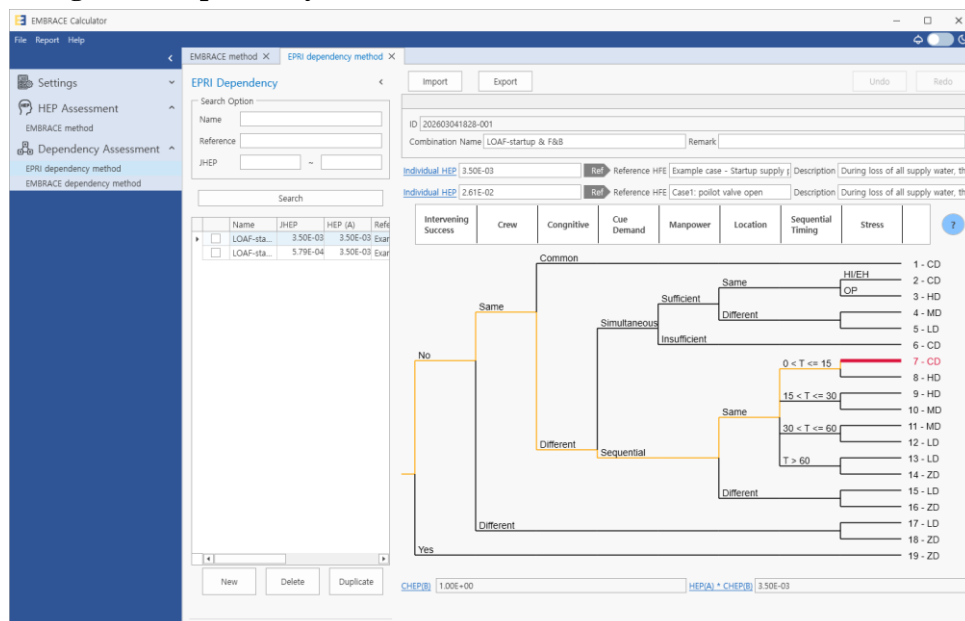 EMBRACE Calculator
File Report Help
EMBRACE method
EPRI dependency method
Settings
HEP Assessment
EMBRACE method
Dependency Assessment
EPRI dependency method
EMBRACE dependency method
EPRI Dependency
Search Option
Name
Reference
JHEP ~
Search
Name JHEP HEP (A) Refe
LOAF-sta... 3.50E-03 3.50E-03 Exar
LOAF-sta... 5.79E-04 3.50E-03 Exar
New Delete Duplicate
Import Export Undo Redo
ID 202603041828-001
Combination Name LOAF-startup & F&B Remark
Individual HEP 3.50E-03 Ref Reference HFE Example case - Startup supply Description During loss of all supply water, th
Individual HEP 2.61E-02 Ref Reference HFE Case1: poilot valve open Description During loss of all supply water, th
Intervening Success Crew Congnitive Cue Demand Manpower Location Sequential Timing Stress ?
Common 1 - CD
Same HI/EH 2 - CD
OP 3 - HD
Sufficient
Same Different 4 - MD
Simultaneous 5 - LD
Insufficient 6 - CD
No 0 < T <= 15 7 - CD
8 - HD
15 < T <= 30 9 - HD
Same 10 - MD
30 < T <= 60 11 - MD
Different 12 - LD
Sequential T > 60 13 - LD
14 - ZD
Different 15 - LD
16 - ZD
Different 17 - LD
18 - ZD
Yes 19 - ZD
CHEP(B) 1.00E+00 HEP(A) * CHEP(B) 3.50E-03